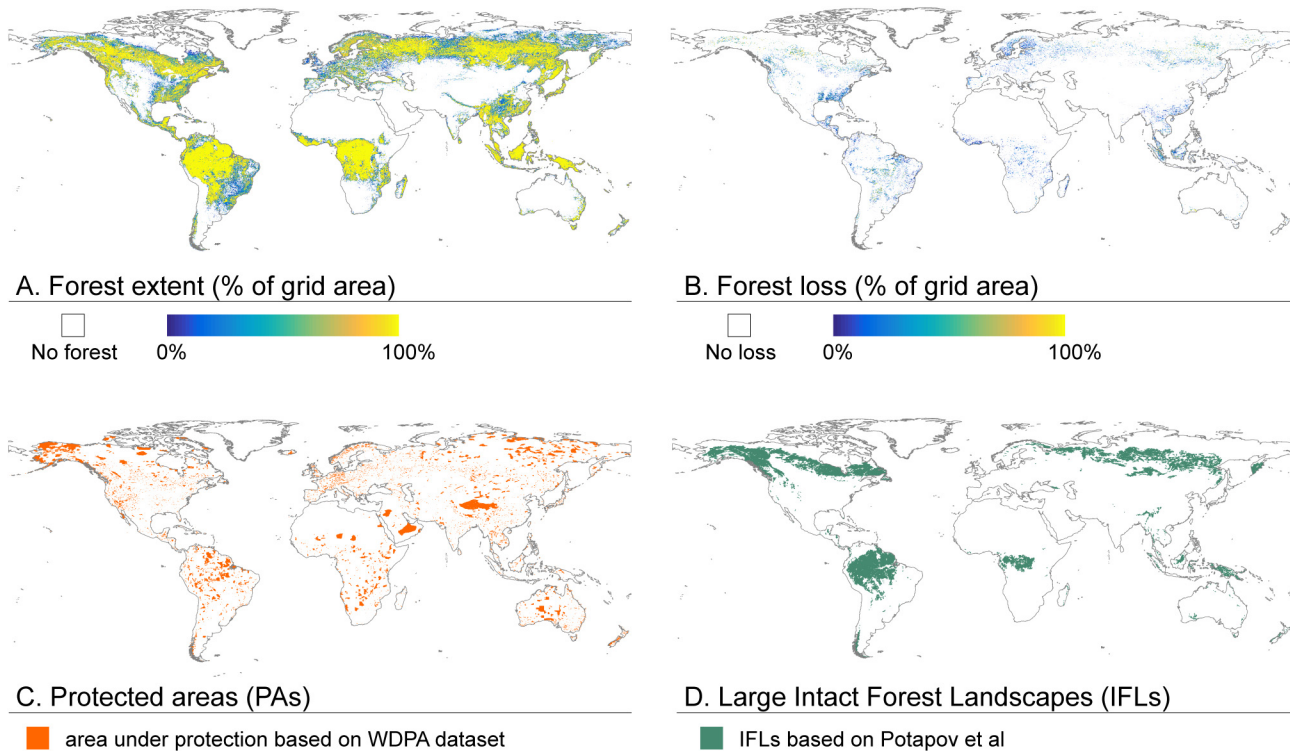 A. Forest extent (% of grid area)
No forest
0%
100%
B. Forest loss (% of grid area)
No loss
0%
100%
C. Protected areas (PAs)
area under protection based on WDPA dataset
D. Large Intact Forest Landscapes (IFLs)
IFLs based on Potapov et al